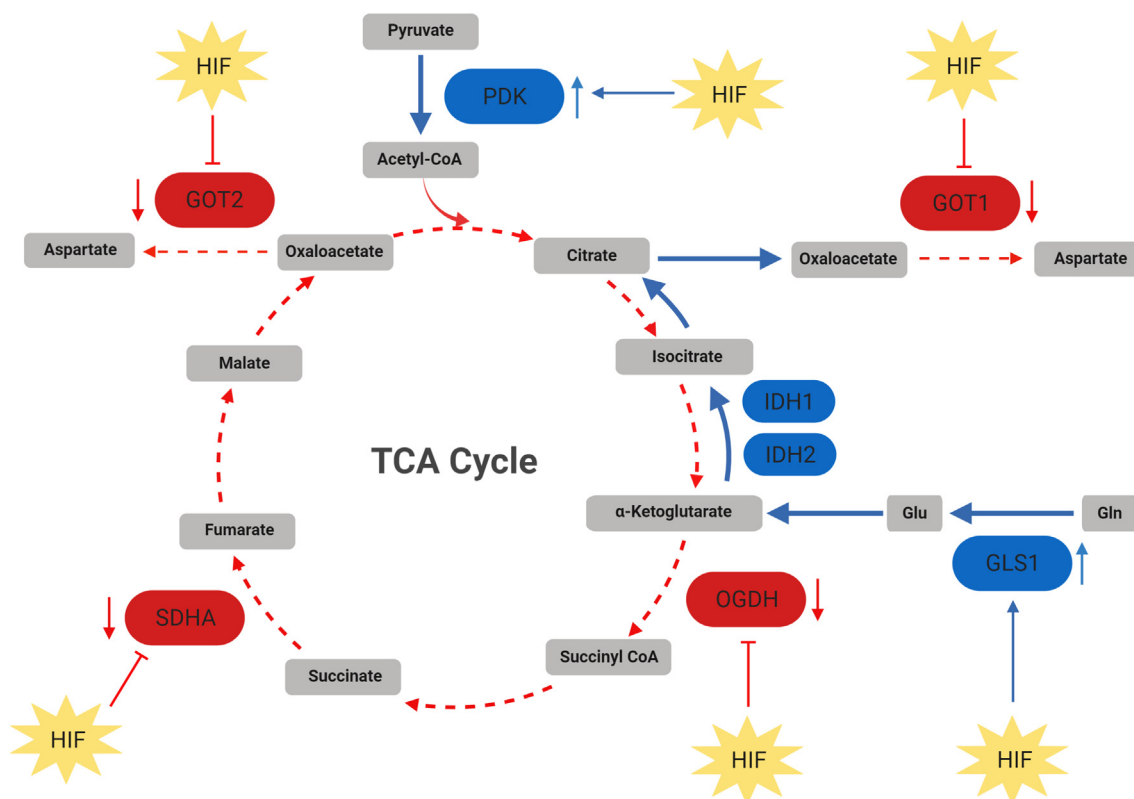 Pyruvate
HIF
HIF
PDK
HIF
Acetyl-CoA
GOT2
GOT1
Aspartate
Oxaloacetate
Citrate
Oxaloacetate
Aspartate
Malate
Isocitrate
IDH1
TCA Cycle
IDH2
α-Ketoglutarate
Glu
Gln
Fumarate
GLS1
SDHA
OGDH
Succinyl CoA
Succinate
HIF
HIF
HIF